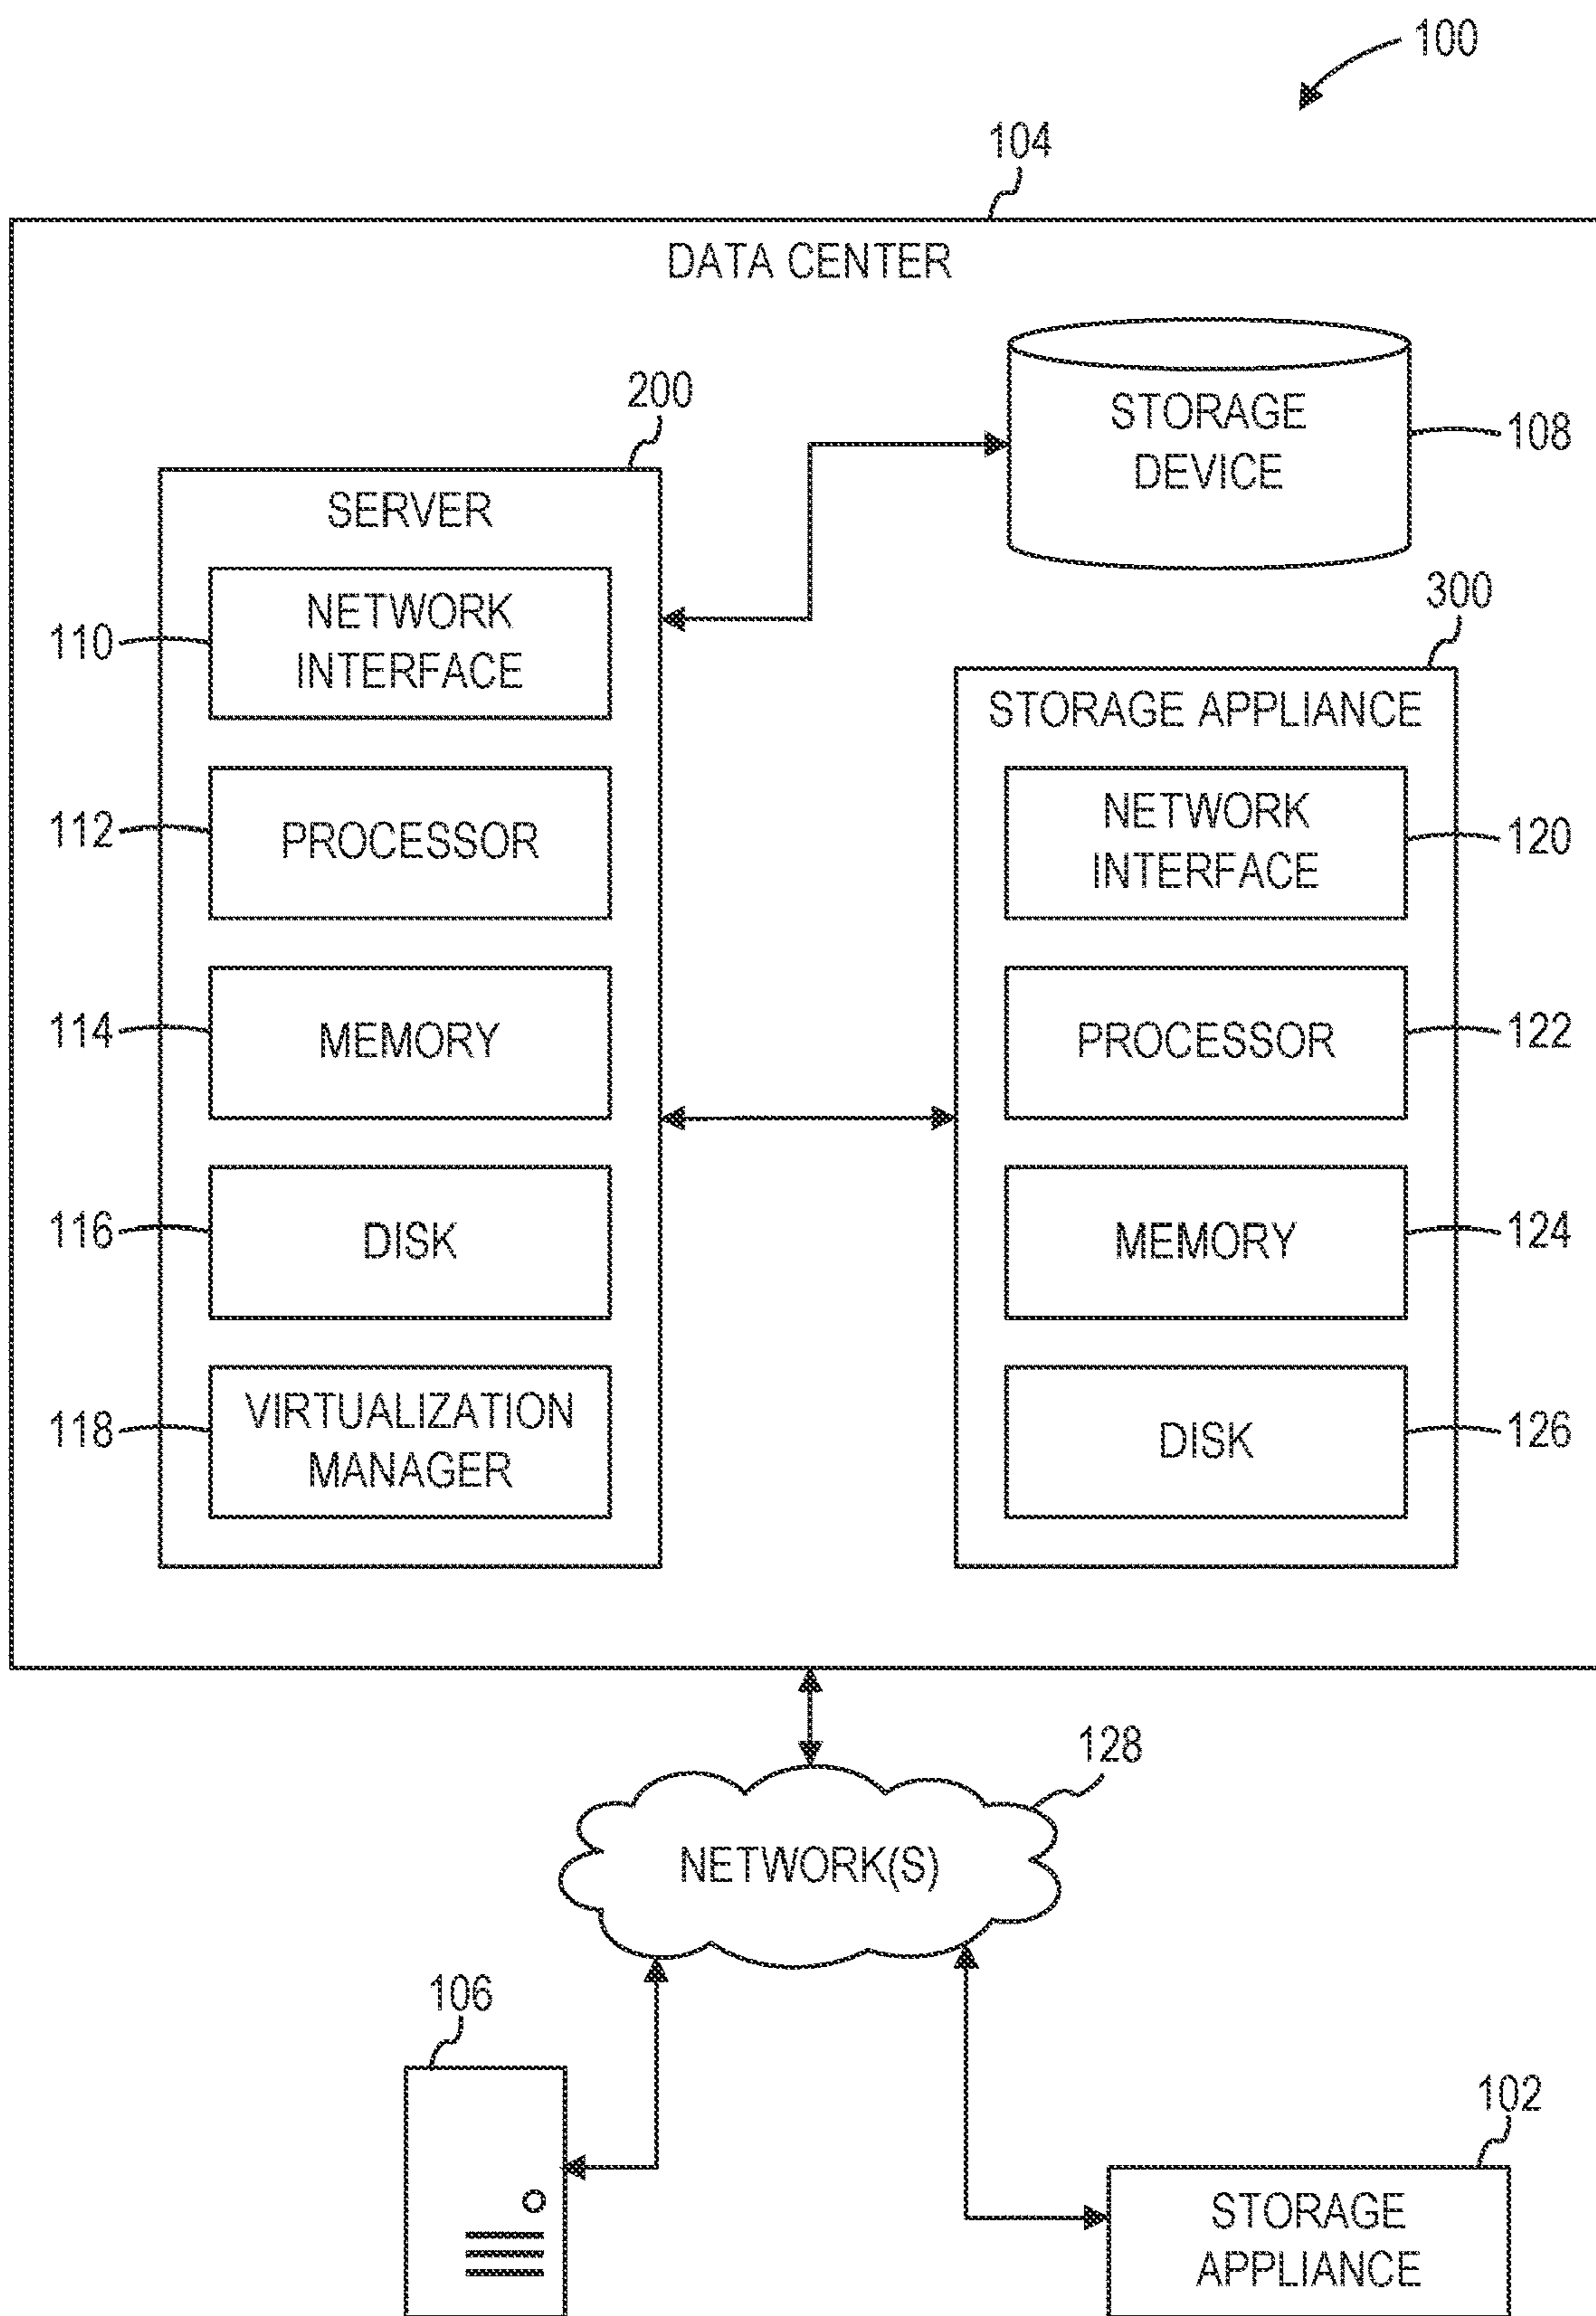 100
104
DATA CENTER
STORAGE
DEVICE
108
200
SERVER
NETWORK
INTERFACE
110
PROCESSOR
112
MEMORY
114
DISK
116
VIRTUALIZATION
MANAGER
118
300
STORAGE APPLIANCE
NETWORK
INTERFACE
120
PROCESSOR
122
MEMORY
124
DISK
126
128
NETWORK(S)
106
102
STORAGE
APPLIANCE